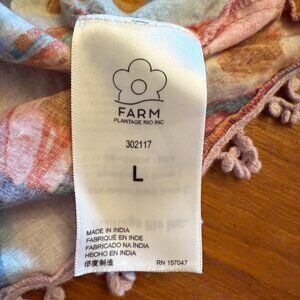 FARM
PLANTAGE RIO INC
302117
L
MADE IN INDIA
FABRIQUÉ EN INDE
FABRICADO NA ÍNDIA
HECHO EN INDIA
印度制造
RN 157047